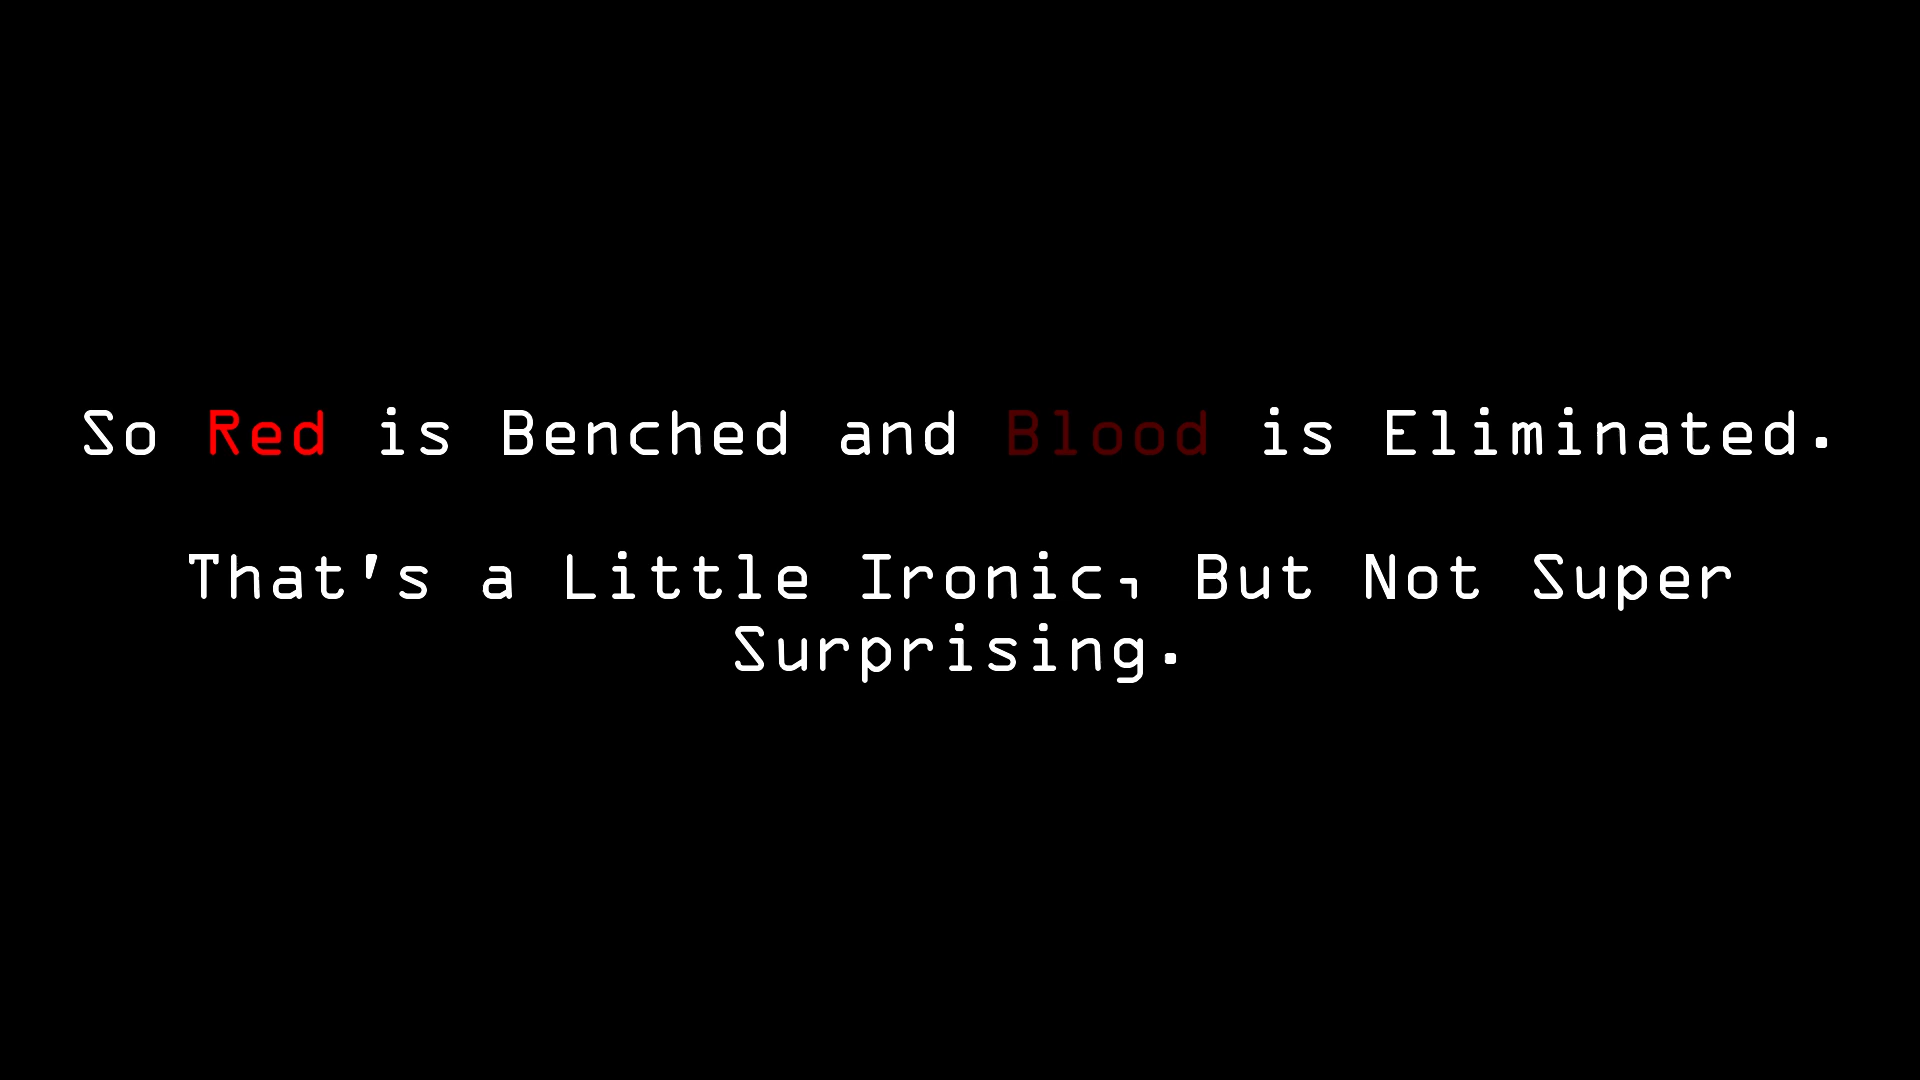 So Red is Benched and Blood is Eliminated.
That's a Little Ironic, But Not Super
Surprising.